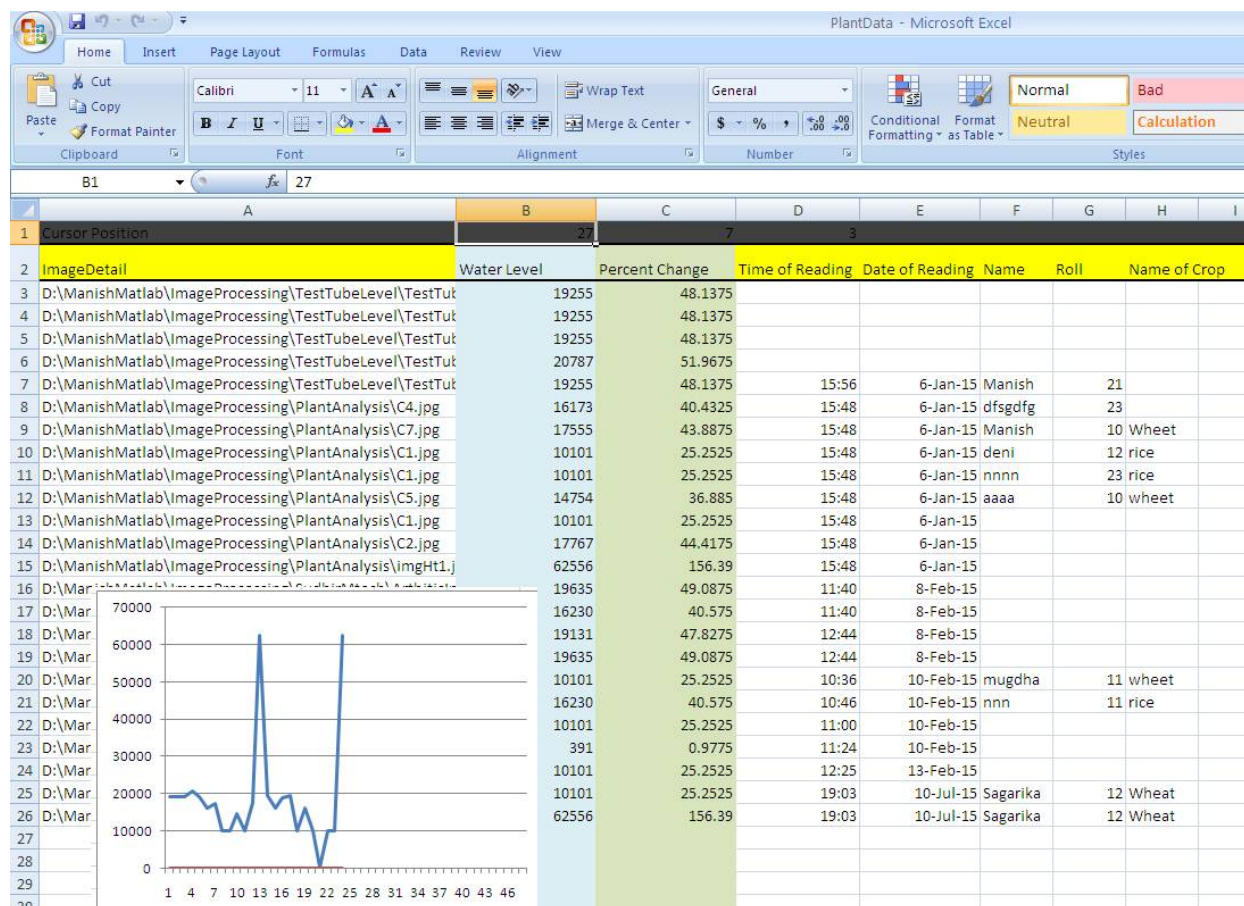 PlantData - Microsoft Excel
Home Insert Page Layout Formulas Data Review View
Cut
Copy
Paste
Format Painter
Clipboard
Calibri 11 A A
B I U A
Font
Wrap Text
Merge & Center
Alignment
General
$ % , .00
Number
Conditional Formatting
Format as Table
Normal Bad
Neutral Calculation
Styles
B1 fx 27
A B C D E F G H I
1 Cursor Position 27 7 3
2 ImageDetail Water Level Percent Change Time of Reading Date of Reading Name Roll Name of Crop
3 D:\ManishMatlab\ImageProcessing\TestTubeLevel\TestTub 19255 48.1375
4 D:\ManishMatlab\ImageProcessing\TestTubeLevel\TestTub 19255 48.1375
5 D:\ManishMatlab\ImageProcessing\TestTubeLevel\TestTub 19255 48.1375
6 D:\ManishMatlab\ImageProcessing\TestTubeLevel\TestTub 20787 51.9675
7 D:\ManishMatlab\ImageProcessing\TestTubeLevel\TestTub 19255 48.1375 15:56 6-Jan-15 Manish 21
8 D:\ManishMatlab\ImageProcessing\PlantAnalysis\C4.jpg 16173 40.4325 15:48 6-Jan-15 dfsgdfg 23
9 D:\ManishMatlab\ImageProcessing\PlantAnalysis\C7.jpg 17555 43.8875 15:48 6-Jan-15 Manish 10 Wheet
10 D:\ManishMatlab\ImageProcessing\PlantAnalysis\C1.jpg 10101 25.2525 15:48 6-Jan-15 deni 12 rice
11 D:\ManishMatlab\ImageProcessing\PlantAnalysis\C1.jpg 10101 25.2525 15:48 6-Jan-15 nnnn 23 rice
12 D:\ManishMatlab\ImageProcessing\PlantAnalysis\C5.jpg 14754 36.885 15:48 6-Jan-15 aaaa 10 wheet
13 D:\ManishMatlab\ImageProcessing\PlantAnalysis\C1.jpg 10101 25.2525 15:48 6-Jan-15
14 D:\ManishMatlab\ImageProcessing\PlantAnalysis\C2.jpg 17767 44.4175 15:48 6-Jan-15
15 D:\ManishMatlab\ImageProcessing\PlantAnalysis\imgHt1.j 62556 156.39 15:48 6-Jan-15
16 D:\Mar 19635 49.0875 11:40 8-Feb-15
17 D:\Mar 16230 40.575 11:40 8-Feb-15
18 D:\Mar 19131 47.8275 12:44 8-Feb-15
19 D:\Mar 19635 49.0875 12:44 8-Feb-15
20 D:\Mar 10101 25.2525 10:36 10-Feb-15 mugdha 11 wheet
21 D:\Mar 16230 40.575 10:46 10-Feb-15 nnn 11 rice
22 D:\Mar 10101 25.2525 11:00 10-Feb-15
23 D:\Mar 391 0.9775 11:24 10-Feb-15
24 D:\Mar 10101 25.2525 12:25 13-Feb-15
25 D:\Mar 10101 25.2525 19:03 10-Jul-15 Sagarika 12 Wheat
26 D:\Mar 62556 156.39 19:03 10-Jul-15 Sagarika 12 Wheat
27
28
29
70000
60000
50000
40000
30000
20000
10000
0
1 4 7 10 13 16 19 22 25 28 31 34 37 40 43 46